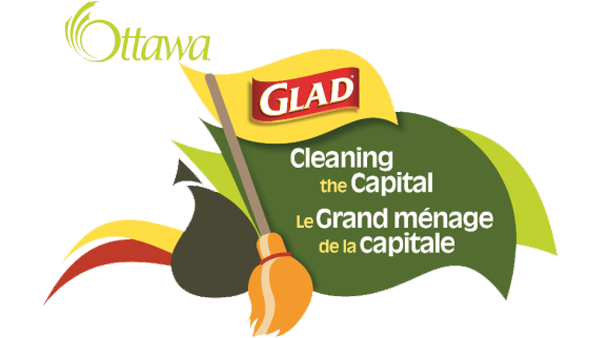 Ottawa
GLAD
Cleaning
the Capital
Le Grand ménage
de la capitale